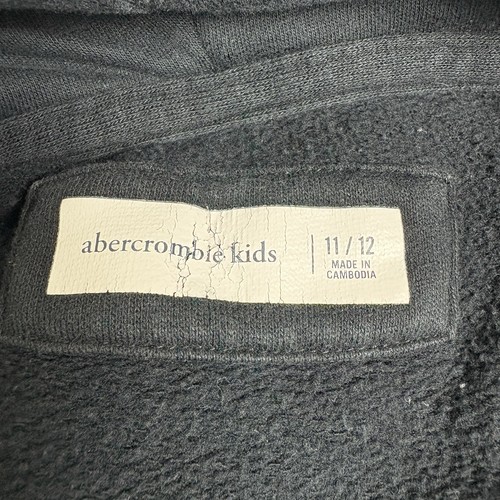 abercrombie kids
11 / 12
MADE IN
CAMBODIA